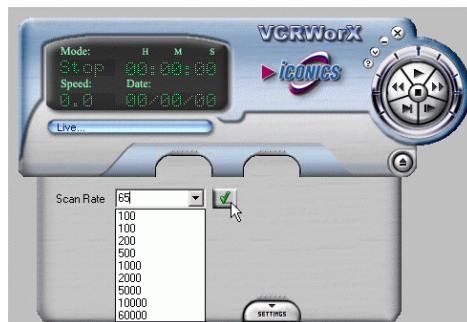 VCRWorX
Mode: H M S
Stop 00:00:00
Speed: Date:
0.0 00/00/00
ICONICS
Live...
Scan Rate 65
100
100
200
500
1000
2000
5000
10000
60000
SETTINGS